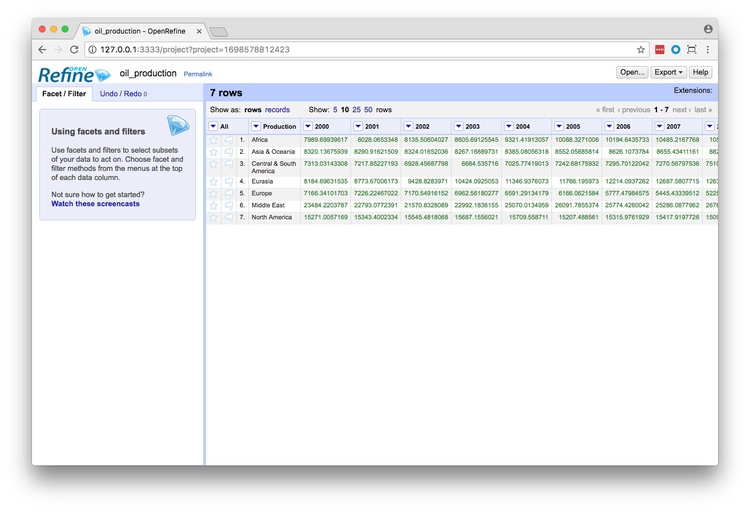 oil_production - OpenRefine
127.0.0.1:3333/project?project=1698578812423
OPEN
Refine oil_production Permalink
Open... Export Help
Facet / Filter Undo / Redo 0
7 rows Extensions:
Using facets and filters
Use facets and filters to select subsets
of your data to act on. Choose facet and
filter methods from the menus at the top
of each data column.
Not sure how to get started?
Watch these screencasts
Show as: rows records Show: 5 10 25 50 rows « first ‹ previous 1 - 7 next › last »
All Production 2000 2001 2002 2003 2004 2005 2006 2007
1. Africa 7989.69939617 8028.0653348 8135.50604027 8605.69125545 9321.41913057 10088.3271006 10194.6435733 10485.2167768
2. Asia & Oceania 8320.13675939 8290.91621509 8324.01652036 8267.16889731 8385.08056318 8552.05885814 8626.1073784 8655.43411161
3. Central & South America 7313.03143308 7217.85227193 6928.45687798 6684.535716 7025.77419013 7242.68175932 7295.70122042 7270.56797536
4. Eurasia 8184.69631535 8773.67006173 9428.8283971 10424.0925053 11346.9376073 11766.195973 12214.0937262 12687.5807715
5. Europe 7166.34101703 7226.22467022 7170.54916152 6962.56180277 6591.29134179 6166.0621584 5777.47984575 5445.43339512
6. Middle East 23484.2203787 22793.0772391 21570.8328089 22992.1836155 25070.0134959 26091.7855374 25774.4260042 25286.0877962
7. North America 15271.0057169 15343.4002334 15545.4818068 15687.1556021 15709.558711 15207.488561 15315.9761929 15417.9197726